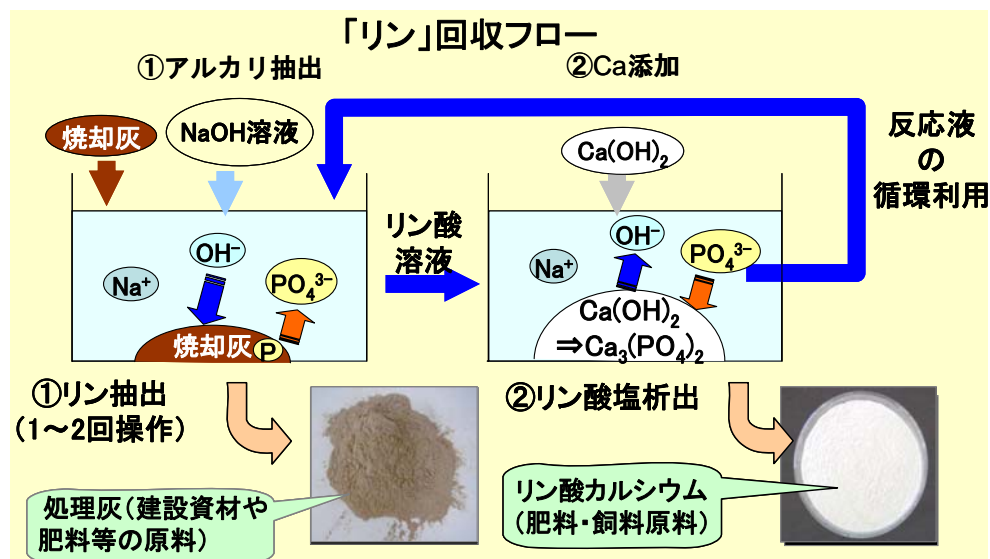 「リン」回収フロー
①アルカリ抽出
②Ca添加
焼却灰
NaOH溶液
Ca(OH)₂
反応液
の
循環利用
リン酸
溶液
OH⁻
Na⁺
PO₄³⁻
焼却灰 P
OH⁻
Na⁺
PO₄³⁻
Ca(OH)₂
⇒Ca₃(PO₄)₂
①リン抽出
(1～2回操作)
②リン酸塩析出
処理灰(建設資材や
肥料等の原料)
リン酸カルシウム
(肥料・飼料原料)